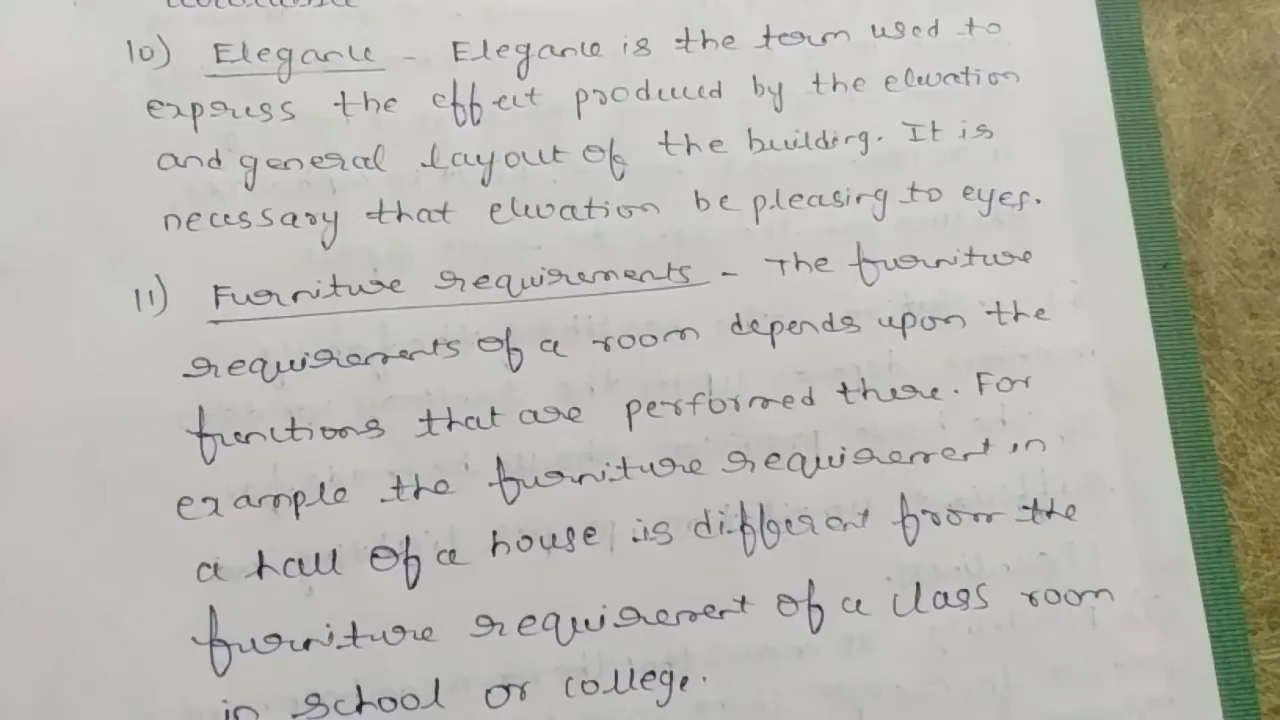 10) Elegance - Elegance is the term used to
express the effect produced by the elevation
and general layout of the building. It is
necessary that elevation be pleasing to eyes.
11) Furniture requirements - The furniture
requirements of a room depends upon the
functions that are performed there. For
example the furniture requirement in
a hall of a house is different from the
furniture requirement of a class room
in school or college.